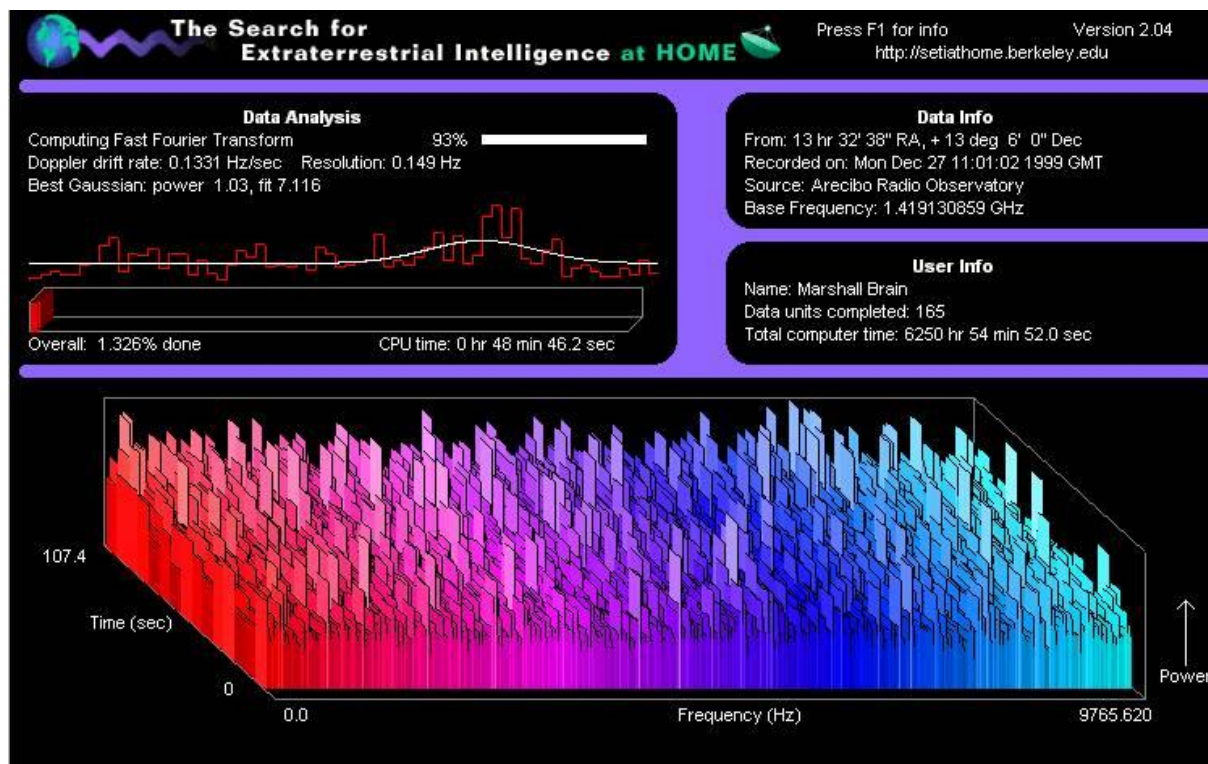 The Search for
Extraterrestrial Intelligence at HOME
Press F1 for info Version 2.04
http://setiathome.berkeley.edu
Data Analysis
Computing Fast Fourier Transform 93%
Doppler drift rate: 0.1331 Hz/sec Resolution: 0.149 Hz
Best Gaussian: power 1.03, fit 7.116
Overall: 1.326% done CPU time: 0 hr 48 min 46.2 sec
Data Info
From: 13 hr 32' 38" RA, + 13 deg 6' 0" Dec
Recorded on: Mon Dec 27 11:01:02 1999 GMT
Source: Arecibo Radio Observatory
Base Frequency: 1.419130859 GHz
User Info
Name: Marshall Brain
Data units completed: 165
Total computer time: 6250 hr 54 min 52.0 sec
107.4
Time (sec)
0
0.0 Frequency (Hz) 9765.620
Power